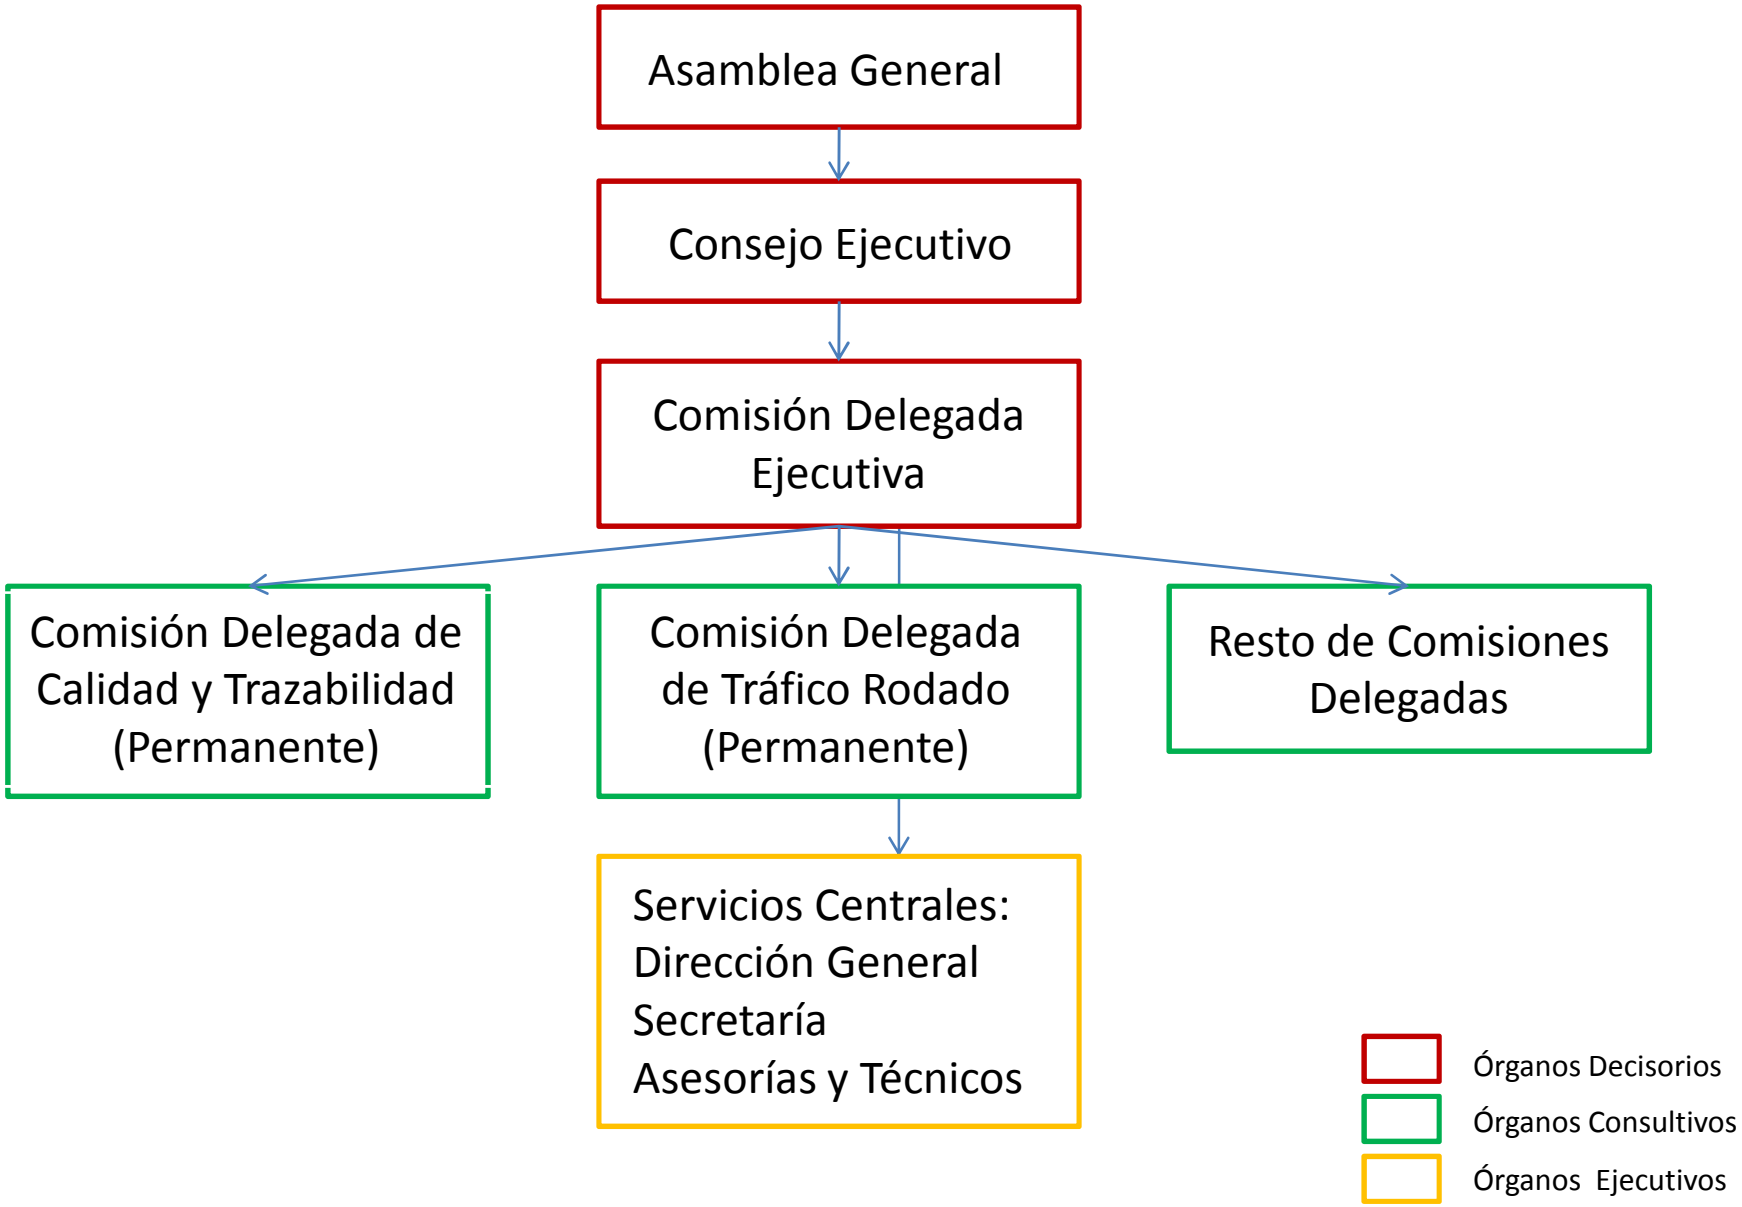 Asamblea General
Consejo Ejecutivo
Comisión Delegada
Ejecutiva
Comisión Delegada de
Calidad y Trazabilidad
(Permanente)
Comisión Delegada
de Tráfico Rodado
(Permanente)
Resto de Comisiones
Delegadas
Servicios Centrales:
Dirección General
Secretaría
Asesorías y Técnicos
Órganos Decisorios
Órganos Consultivos
Órganos Ejecutivos